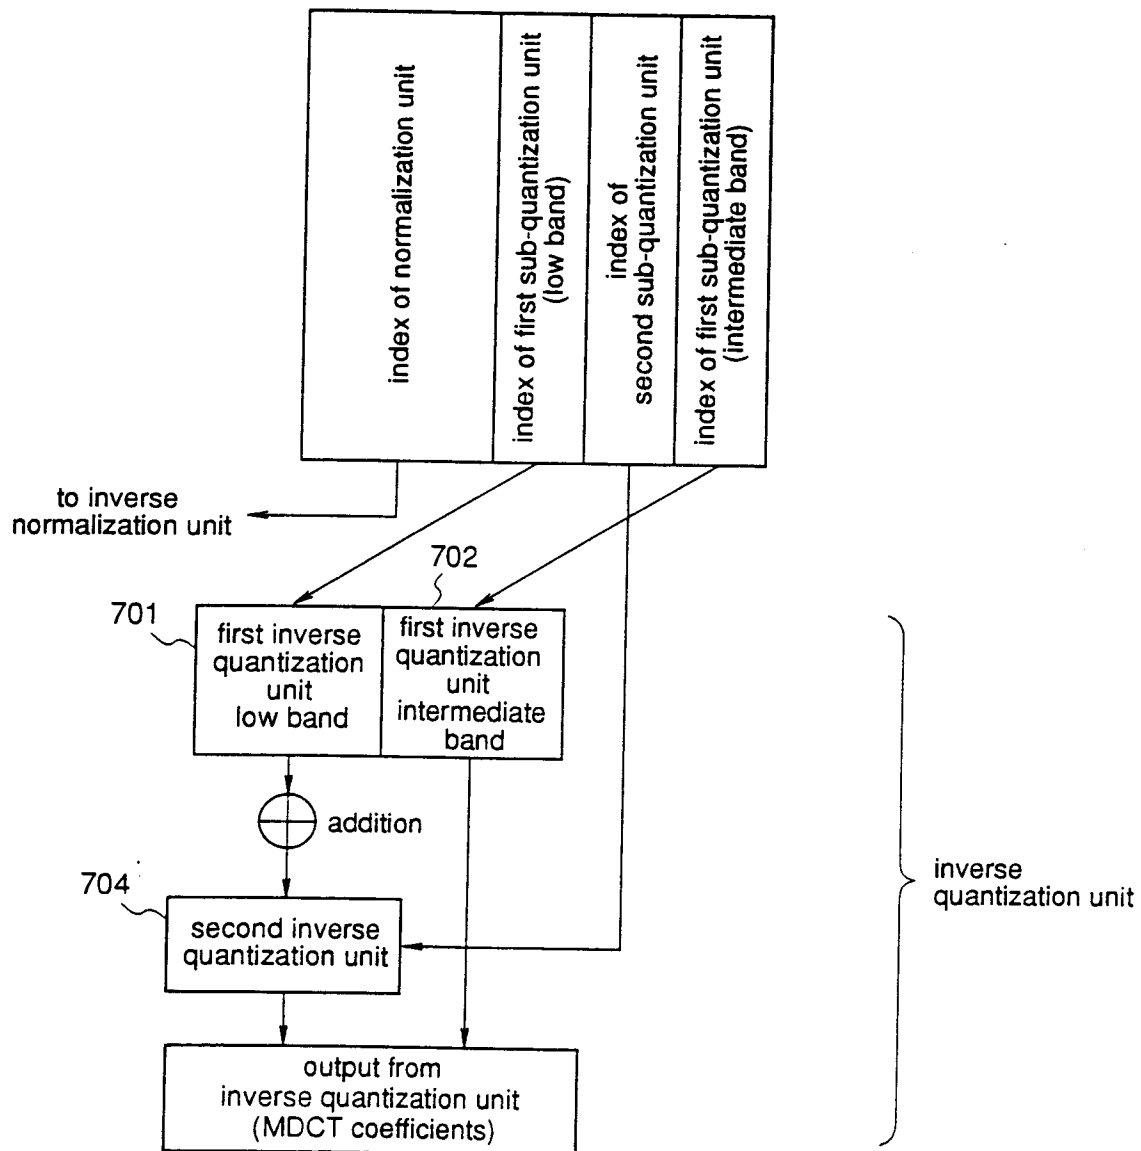 index of normalization unit
index of first sub-quantization unit
(low band)
index of
second sub-quantization unit
index of first sub-quantization unit
(intermediate band)
to inverse
normalization unit
702
701
first inverse
quantization
unit
low band
first inverse
quantization
unit
intermediate
band
addition
704
second inverse
quantization unit
inverse
quantization unit
output from
inverse quantization unit
(MDCT coefficients)